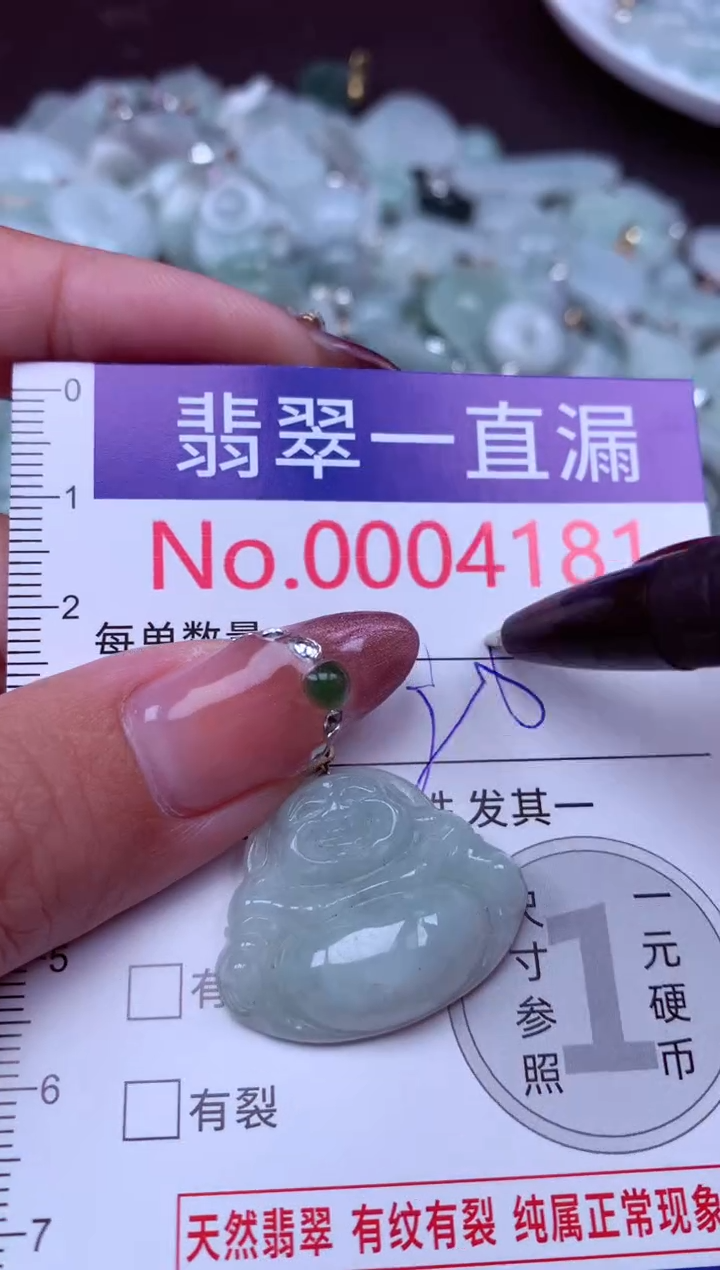 0
翡翠一直漏
1
No.0004181
2
每单数量
发其一
尺寸参照
1
一元硬币
5
有
6
有裂
天然翡翠 有纹有裂 纯属正常现象
7